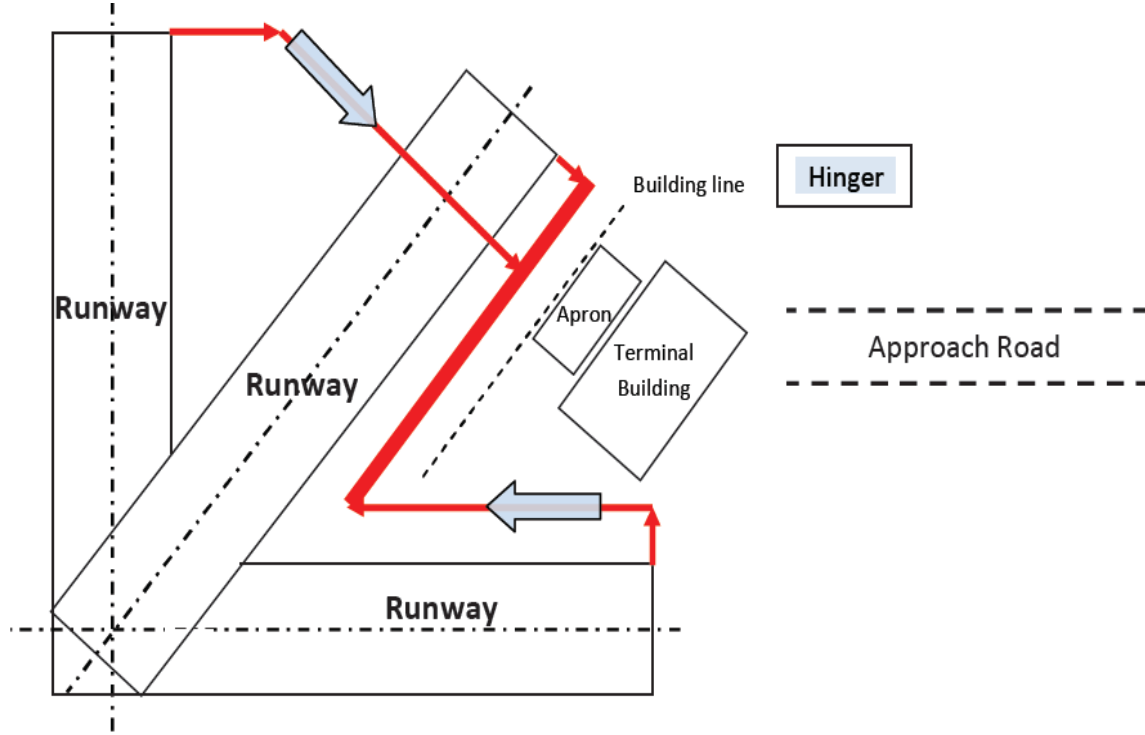 Building line
Hinger
Runway
Apron
Terminal
Building
Approach Road
Runway
Runway